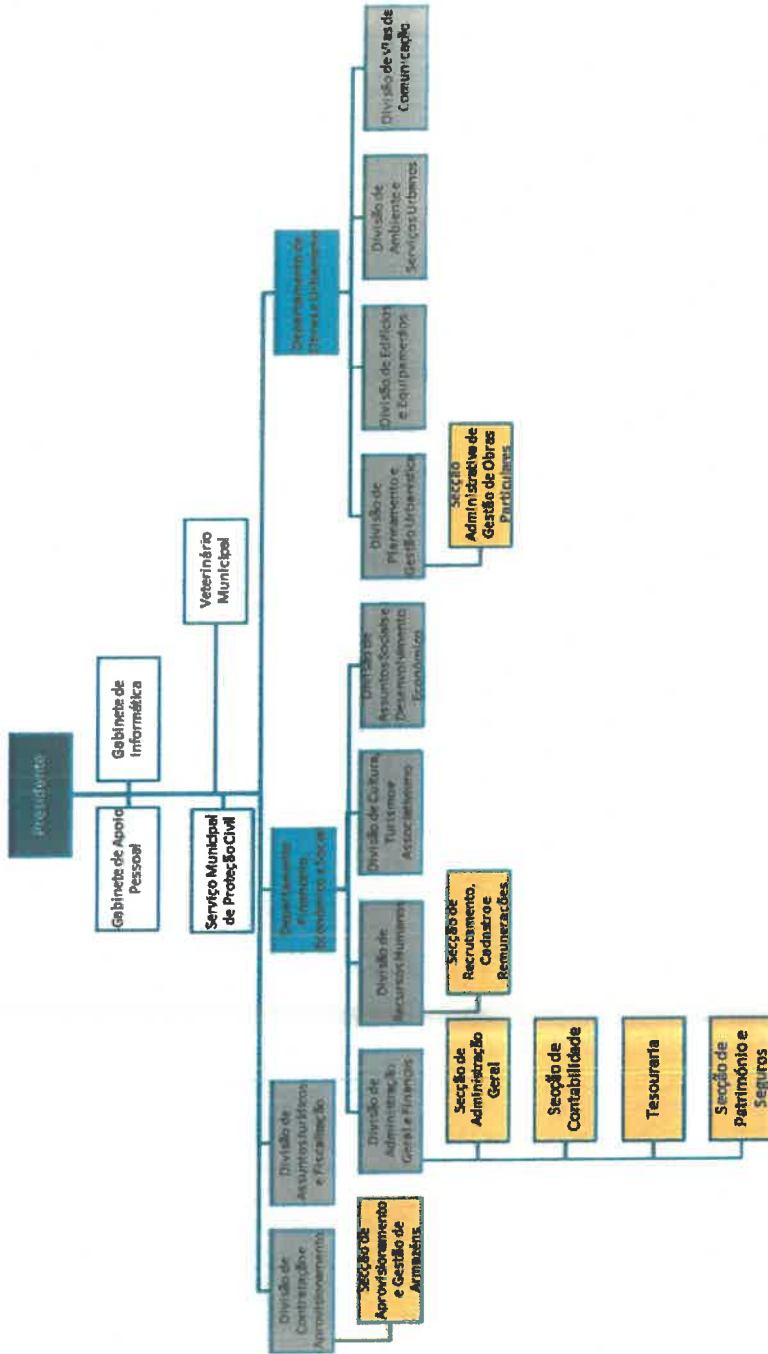 Presidente
Gabinete de Apoio
Pessoal
Gabinete de
Informática
Serviço Municipal
de Proteção Civil
Veterinário
Municipal
Divisão de
Contratação e
Aprovisionamento
Secção de
Aprovisionamento
e Gestão de
Armazéns
Divisão de
Assuntos Jurídicos
e Fiscalização
Departamento
Financeiro
Económico e Social
Divisão de
Administração
Geral e Finanças
Secção de
Administração
Geral
Secção de
Contabilidade
Tesouraria
Secção de
Património e
Seguros
Divisão de
Recursos Humanos
Secção de
Recrutamento,
Cadastro e
Remunerações
Divisão de Cultura,
Turismo e
Associativismo
Divisão de
Assuntos Sociais e
Desenvolvimento
Económico
Departamento de
Obras e Urbanismo
Divisão de
Planeamento e
Gestão Urbanística
Secção
Administrativa de
Gestão de Obras
Particulares
Divisão de Edifícios
e Equipamentos
Divisão de
Ambiente e
Serviços Urbanos
Divisão de Vias de
Comunicação